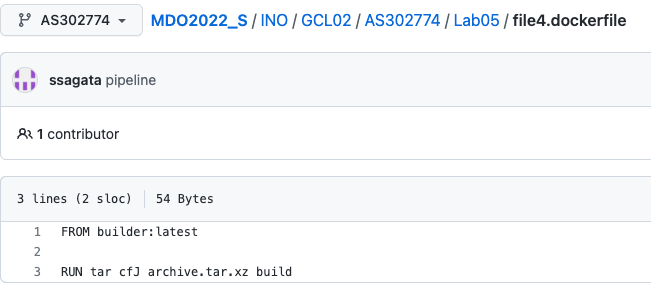 AS302774 MDO2022_S / INO / GCL02 / AS302774 / Lab05 / file4.dockerfile
ssagata pipeline
1 contributor
3 lines (2 sloc) 54 Bytes
1 FROM builder:latest
2
3 RUN tar cfJ archive.tar.xz build